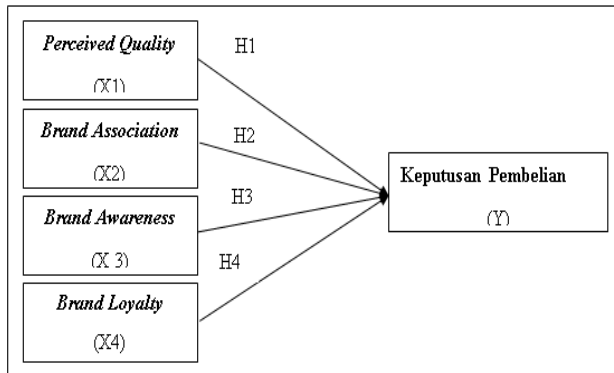 Perceived Quality
(X1)
H1
Brand Association
(X2)
H2
Brand Awareness
(X 3)
H3
Brand Loyalty
(X4)
H4
Keputusan Pembelian
(Y)